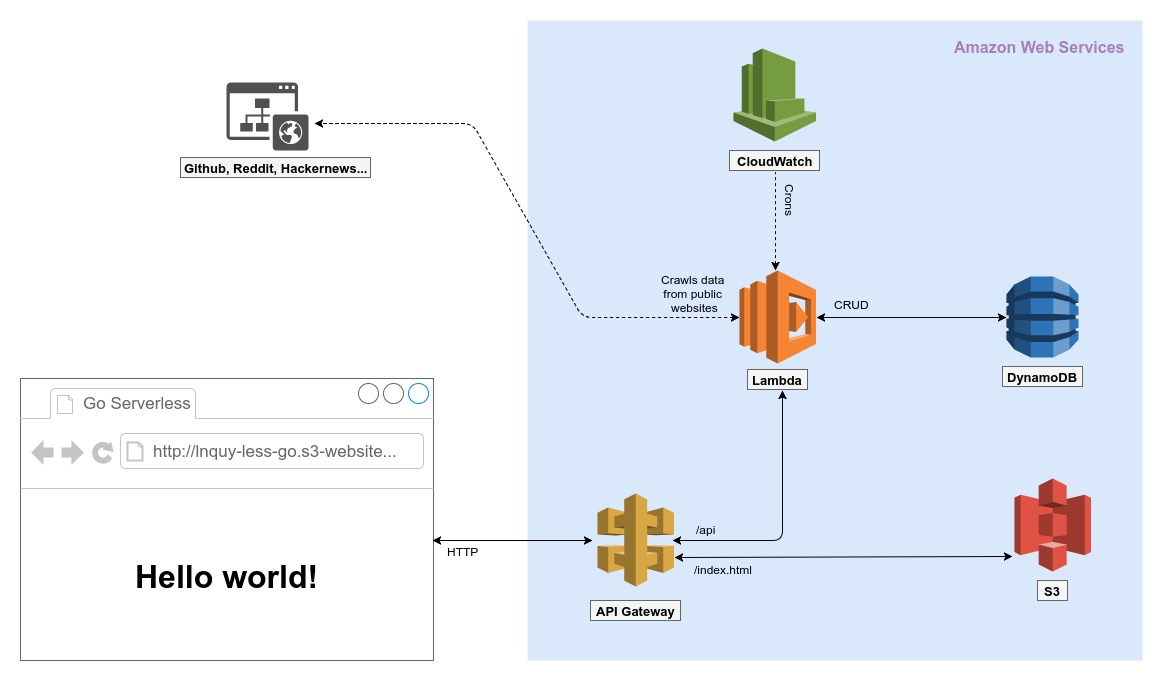 Amazon Web Services
CloudWatch
Github, Reddit, Hackernews...
Crons
Crawls data
from public
websites
CRUD
Lambda
DynamoDB
Go Serverless
http://lnquy-less-go.s3-website...
/api
HTTP
/index.html
Hello world!
S3
API Gateway